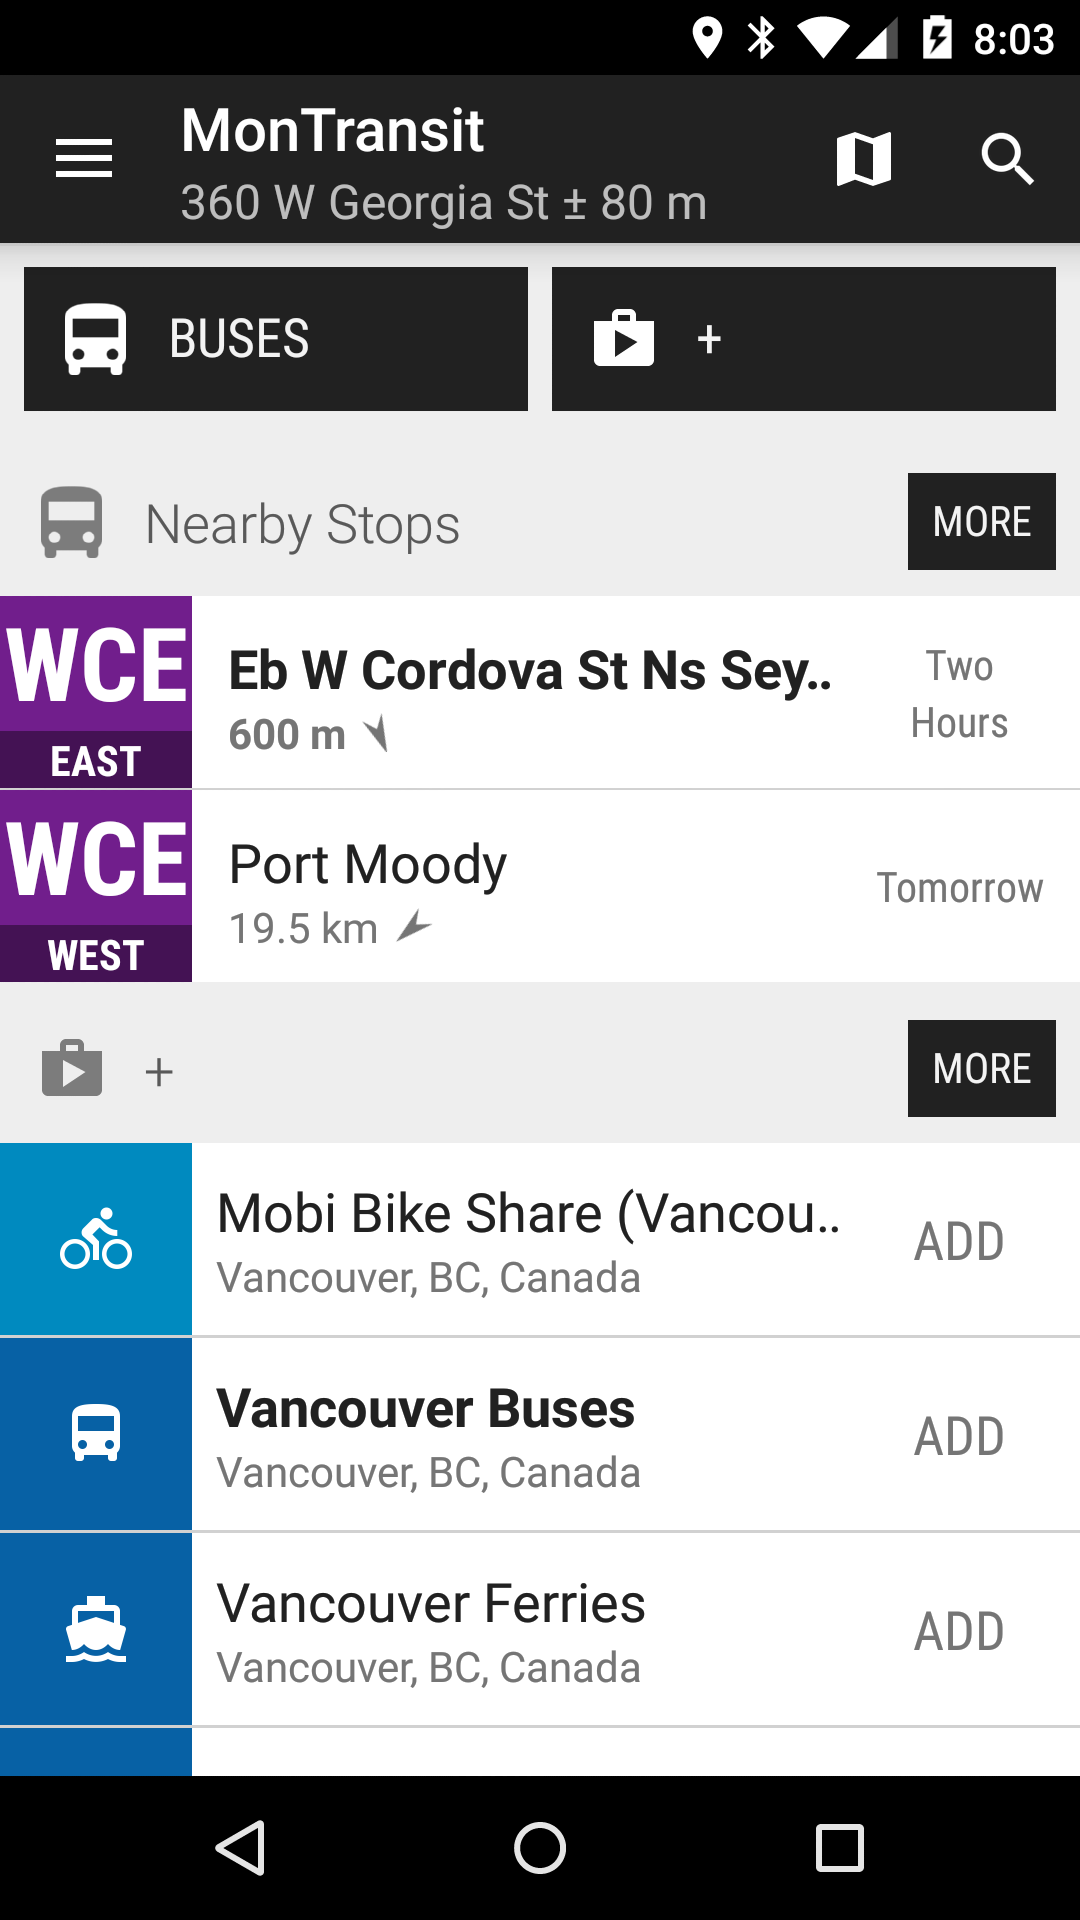 8:03
MonTransit
360 W Georgia St ± 80 m
BUSES
+
Nearby Stops
MORE
WCE
EAST
Eb W Cordova St Ns Sey..
600 m
Two
Hours
WCE
WEST
Port Moody
19.5 km
Tomorrow
+
MORE
Mobi Bike Share (Vancou..
Vancouver, BC, Canada
ADD
Vancouver Buses
Vancouver, BC, Canada
ADD
Vancouver Ferries
Vancouver, BC, Canada
ADD